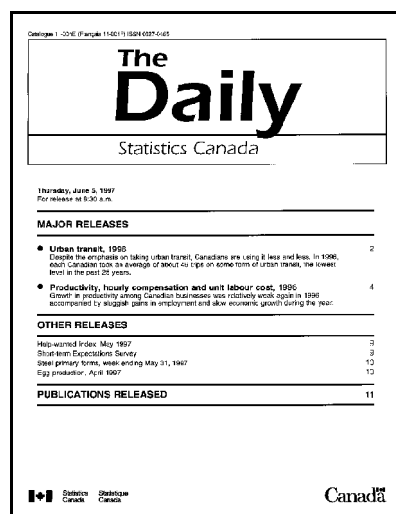 Catalogue 11-001E (Français 11-001F) ISSN 0827-0465
The
Daily
Statistics Canada
Thursday, June 5, 1997
For release at 8:30 a.m.
MAJOR RELEASES
● Urban transit, 1996 2
Despite the emphasis on taking urban transit, Canadians are using it less and less. In 1996,
each Canadian took an average of about 48 trips on some form of urban transit, the lowest
level in the past 25 years.
● Productivity, hourly compensation and unit labour cost, 1996 4
Growth in productivity among Canadian businesses was relatively weak again in 1996
accompanied by sluggish gains in employment and slow economic growth during the year.
OTHER RELEASES
Help-wanted Index, May 1997 9
Short-term Expectations Survey 9
Steel primary forms, week ending May 31, 1997 10
Egg production, April 1997 10
PUBLICATIONS RELEASED 11
Statistics Statistique
Canada Canada
Canada